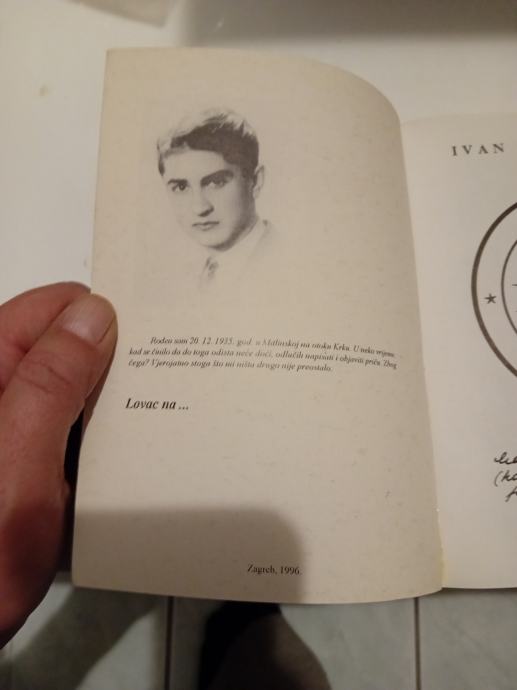 Rođen sam 20. 12. 1935. god. u Malinskoj na otoku Krku. U neko vrijeme,
kad se činilo da do toga odista neće doći, odlučih napisati i objaviti priču. Zbog
čega? Vjerojatno stoga što mi ništa drugo nije preostalo.
Lovac na ...
Zagreb, 1996.
IVAN